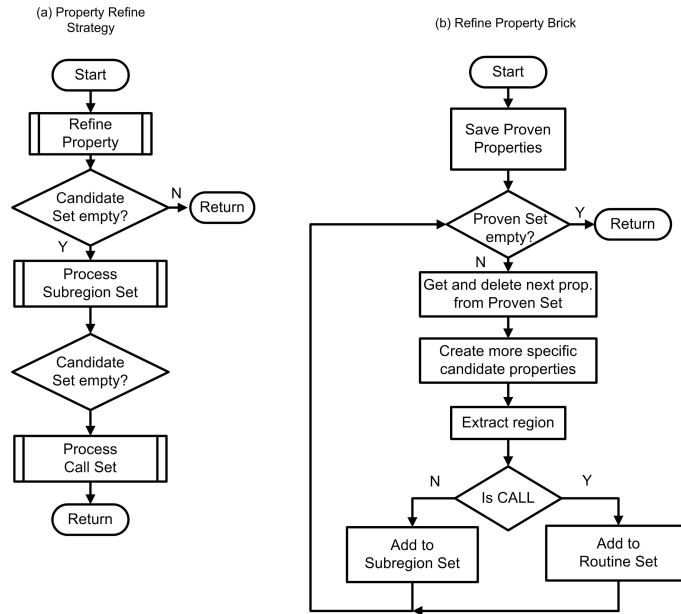 (a) Property Refine
Strategy
Start
Refine
Property
Candidate
Set empty?
N
Return
Y
Process
Subregion Set
Candidate
Set empty?
Process
Call Set
Return
(b) Refine Property Brick
Start
Save Proven
Properties
Proven Set
empty?
Y
Return
N
Get and delete next prop.
from Proven Set
Create more specific
candidate properties
Extract region
N
Is CALL
Y
Add to
Subregion Set
Add to
Routine Set